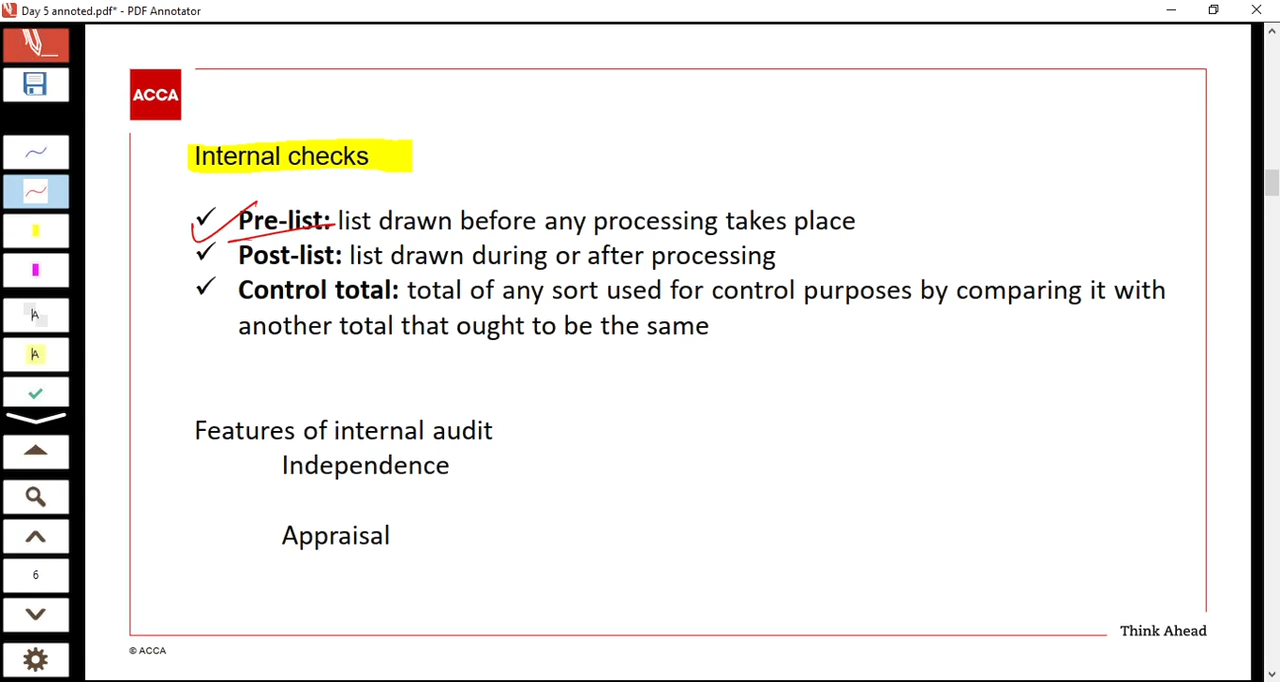 Day 5 annoted.pdf* - PDF Annotator
ACCA
Internal checks
Pre-list: list drawn before any processing takes place
Post-list: list drawn during or after processing
Control total: total of any sort used for control purposes by comparing it with
another total that ought to be the same
A
A
Features of internal audit
Independence
Appraisal
6
Think Ahead
© ACCA